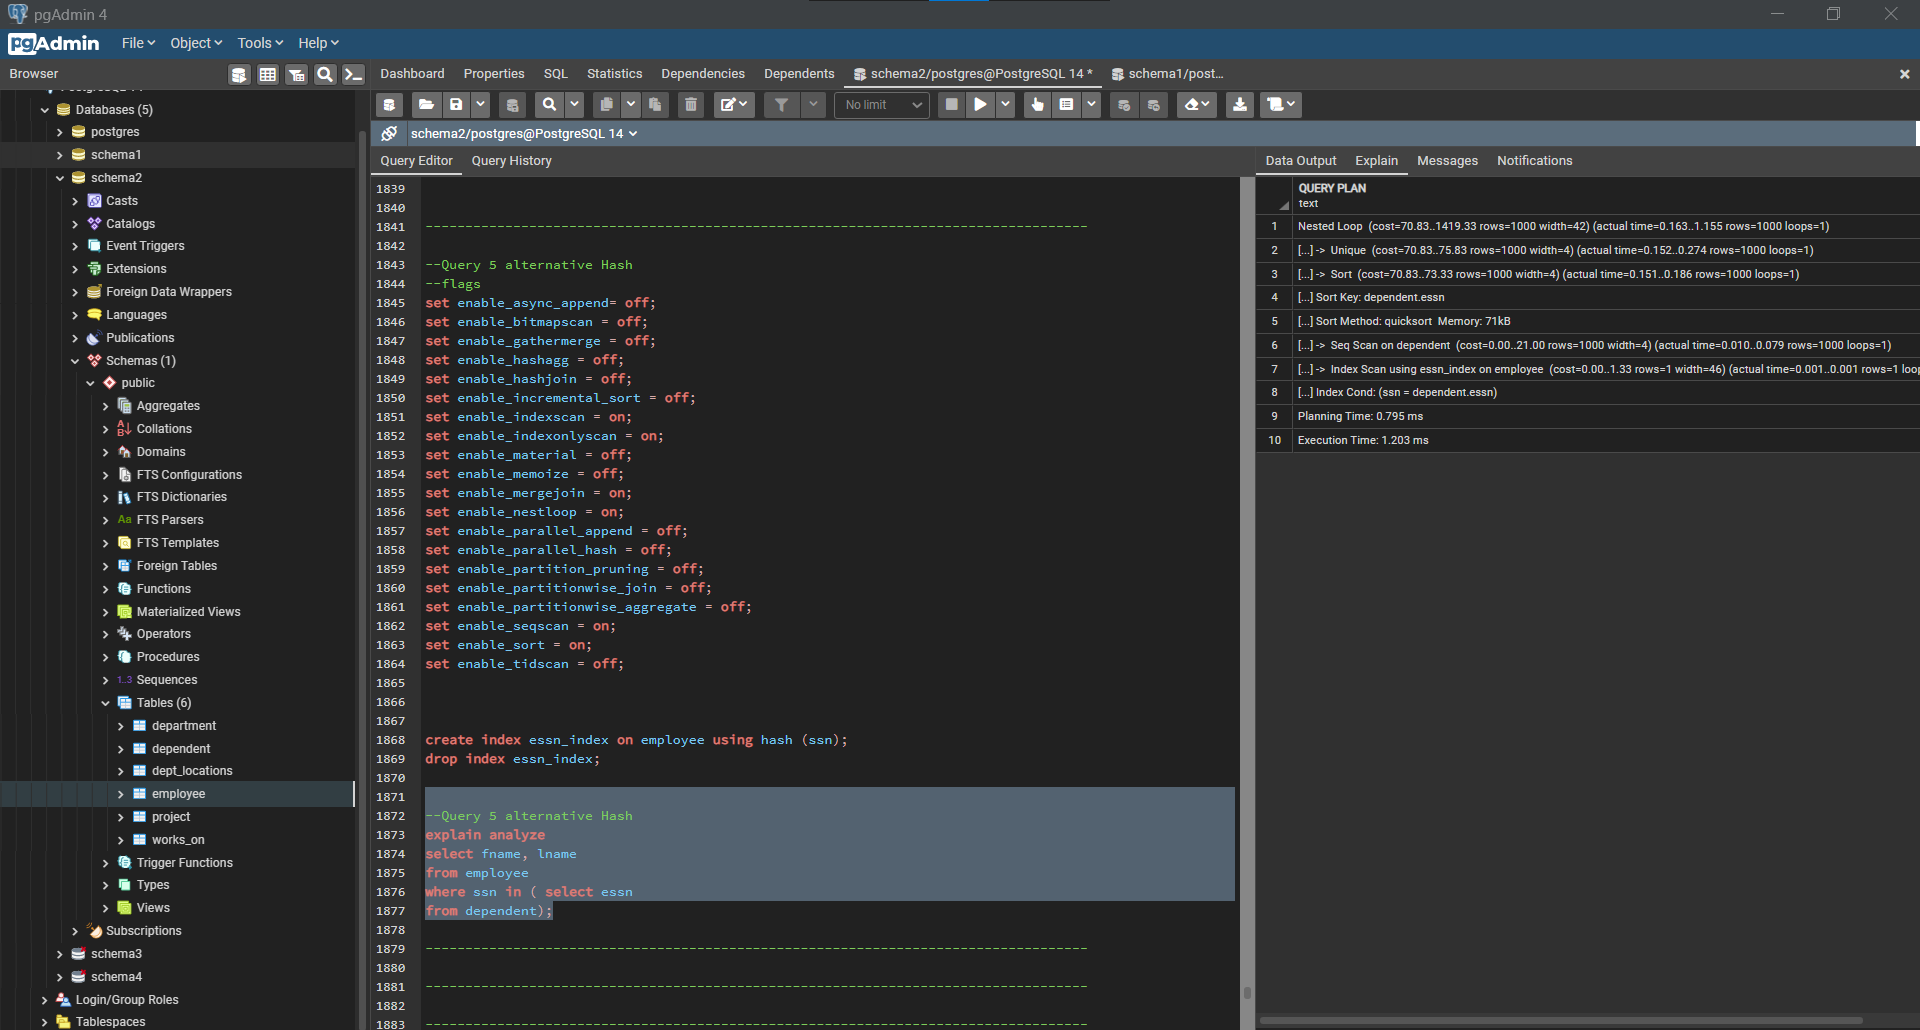 pgAdmin 4
pgAdmin
File
Object
Tools
Help
Browser
Dashboard
Properties
SQL
Statistics
Dependencies
Dependents
schema2/postgres@PostgreSQL 14 *
schema1/post...
No limit
schema2/postgres@PostgreSQL 14
Databases (5)
postgres
schema1
schema2
Casts
Catalogs
Event Triggers
Extensions
Foreign Data Wrappers
Languages
Publications
Schemas (1)
public
Aggregates
Collations
Domains
FTS Configurations
FTS Dictionaries
Aa FTS Parsers
FTS Templates
Foreign Tables
Functions
Materialized Views
Operators
Procedures
1..3 Sequences
Tables (6)
department
dependent
dept_locations
employee
project
works_on
Trigger Functions
Types
Views
Subscriptions
schema3
schema4
Login/Group Roles
Tablespaces
Query Editor
Query History
1839
1840
1841 -----------------------------------------------------------------------------------
1842
1843 --Query 5 alternative Hash
1844 --flags
1845 set enable_async_append= off;
1846 set enable_bitmapscan = off;
1847 set enable_gathermerge = off;
1848 set enable_hashagg = off;
1849 set enable_hashjoin = off;
1850 set enable_incremental_sort = off;
1851 set enable_indexscan = on;
1852 set enable_indexonlyscan = on;
1853 set enable_material = off;
1854 set enable_memoize = off;
1855 set enable_mergejoin = on;
1856 set enable_nestloop = on;
1857 set enable_parallel_append = off;
1858 set enable_parallel_hash = off;
1859 set enable_partition_pruning = off;
1860 set enable_partitionwise_join = off;
1861 set enable_partitionwise_aggregate = off;
1862 set enable_seqscan = on;
1863 set enable_sort = on;
1864 set enable_tidscan = off;
1865
1866
1867
1868 create index essn_index on employee using hash (ssn);
1869 drop index essn_index;
1870
1871
1872 --Query 5 alternative Hash
1873 explain analyze
1874 select fname, lname
1875 from employee
1876 where ssn in ( select essn
1877 from dependent);
1878
1879 -----------------------------------------------------------------------------------
1880
1881 -----------------------------------------------------------------------------------
1882
1883 -----------------------------------------------------------------------------------
Data Output
Explain
Messages
Notifications
QUERY PLAN
text
1 Nested Loop (cost=70.83..1419.33 rows=1000 width=42) (actual time=0.163..1.155 rows=1000 loops=1)
2 [...] -> Unique (cost=70.83..75.83 rows=1000 width=4) (actual time=0.152..0.274 rows=1000 loops=1)
3 [...] -> Sort (cost=70.83..73.33 rows=1000 width=4) (actual time=0.151..0.186 rows=1000 loops=1)
4 [...] Sort Key: dependent.essn
5 [...] Sort Method: quicksort Memory: 71kB
6 [...] -> Seq Scan on dependent (cost=0.00..21.00 rows=1000 width=4) (actual time=0.010..0.079 rows=1000 loops=1)
7 [...] -> Index Scan using essn_index on employee (cost=0.00..1.33 rows=1 width=46) (actual time=0.001..0.001 rows=1 loop
8 [...] Index Cond: (ssn = dependent.essn)
9 Planning Time: 0.795 ms
10 Execution Time: 1.203 ms